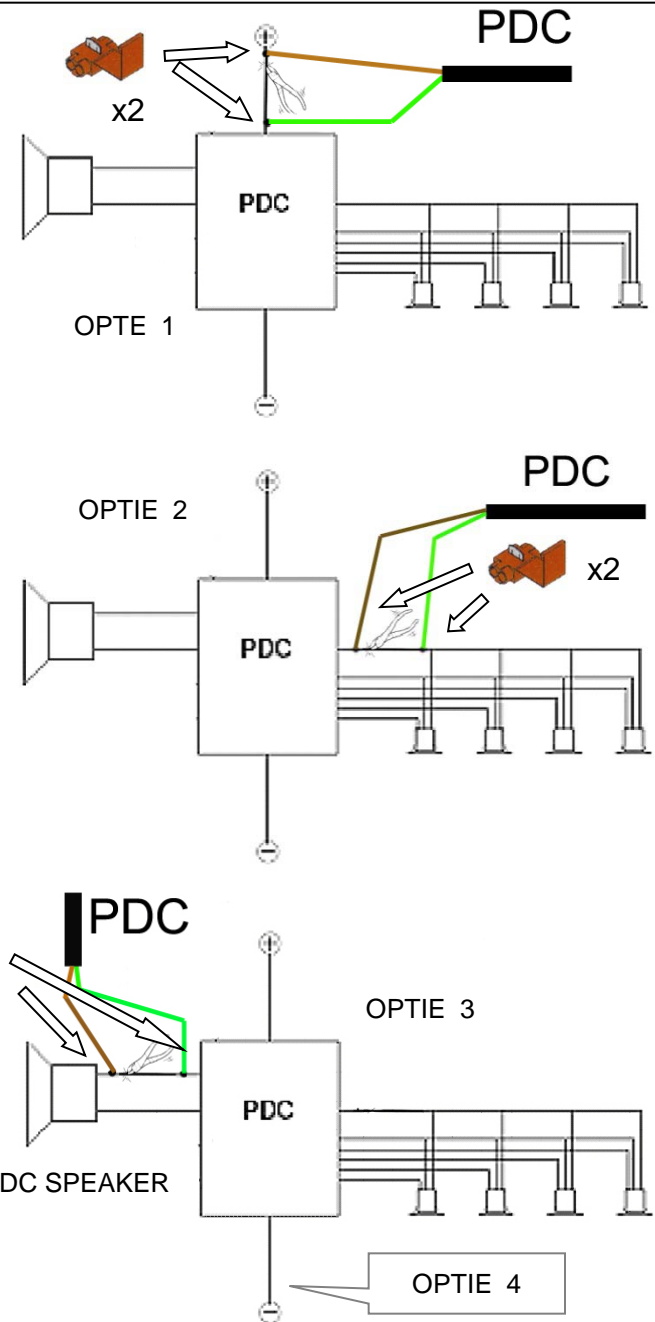 PDC
x2
PDC
OPTE 1
PDC
OPTIE 2
x2
PDC
PDC
OPTIE 3
PDC
DC SPEAKER
OPTIE 4